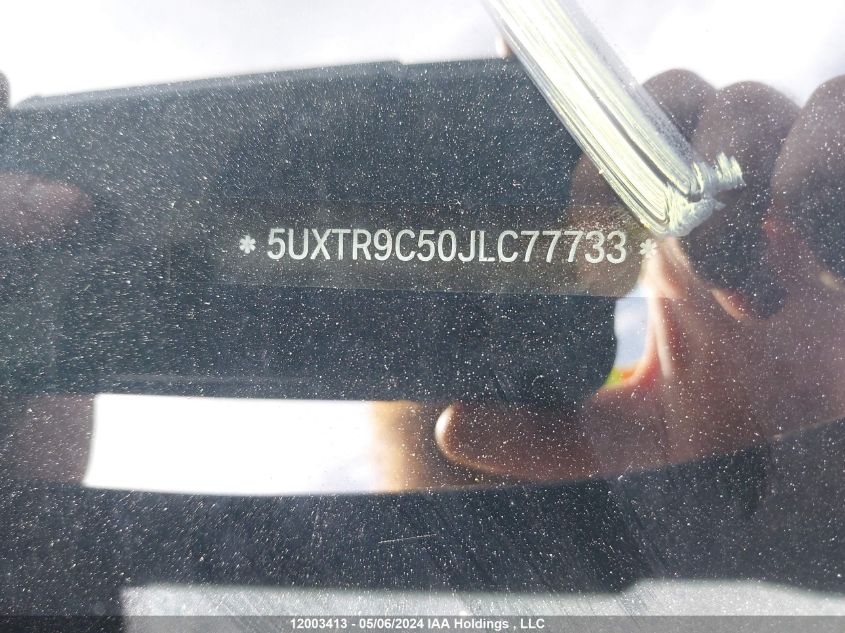 * 5UXTR9C50JLC77733 *
12003413 - 05/06/2024 IAA Holdings , LLC